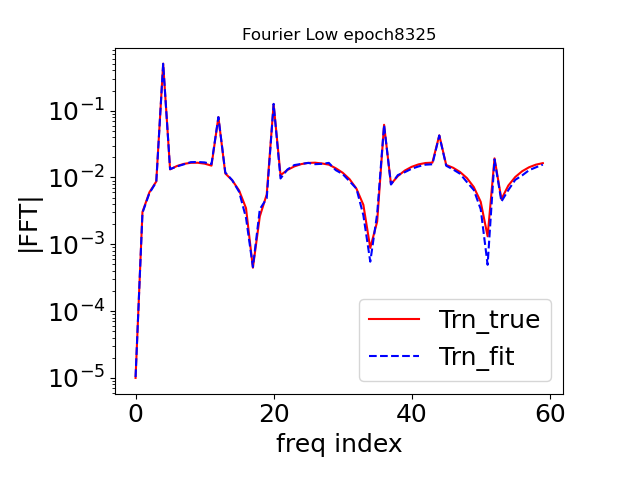 Fourier Low epoch8325
|FFT|
10⁻¹
10⁻²
10⁻³
10⁻⁴
10⁻⁵
Trn_true
Trn_fit
0 20 40 60
freq index